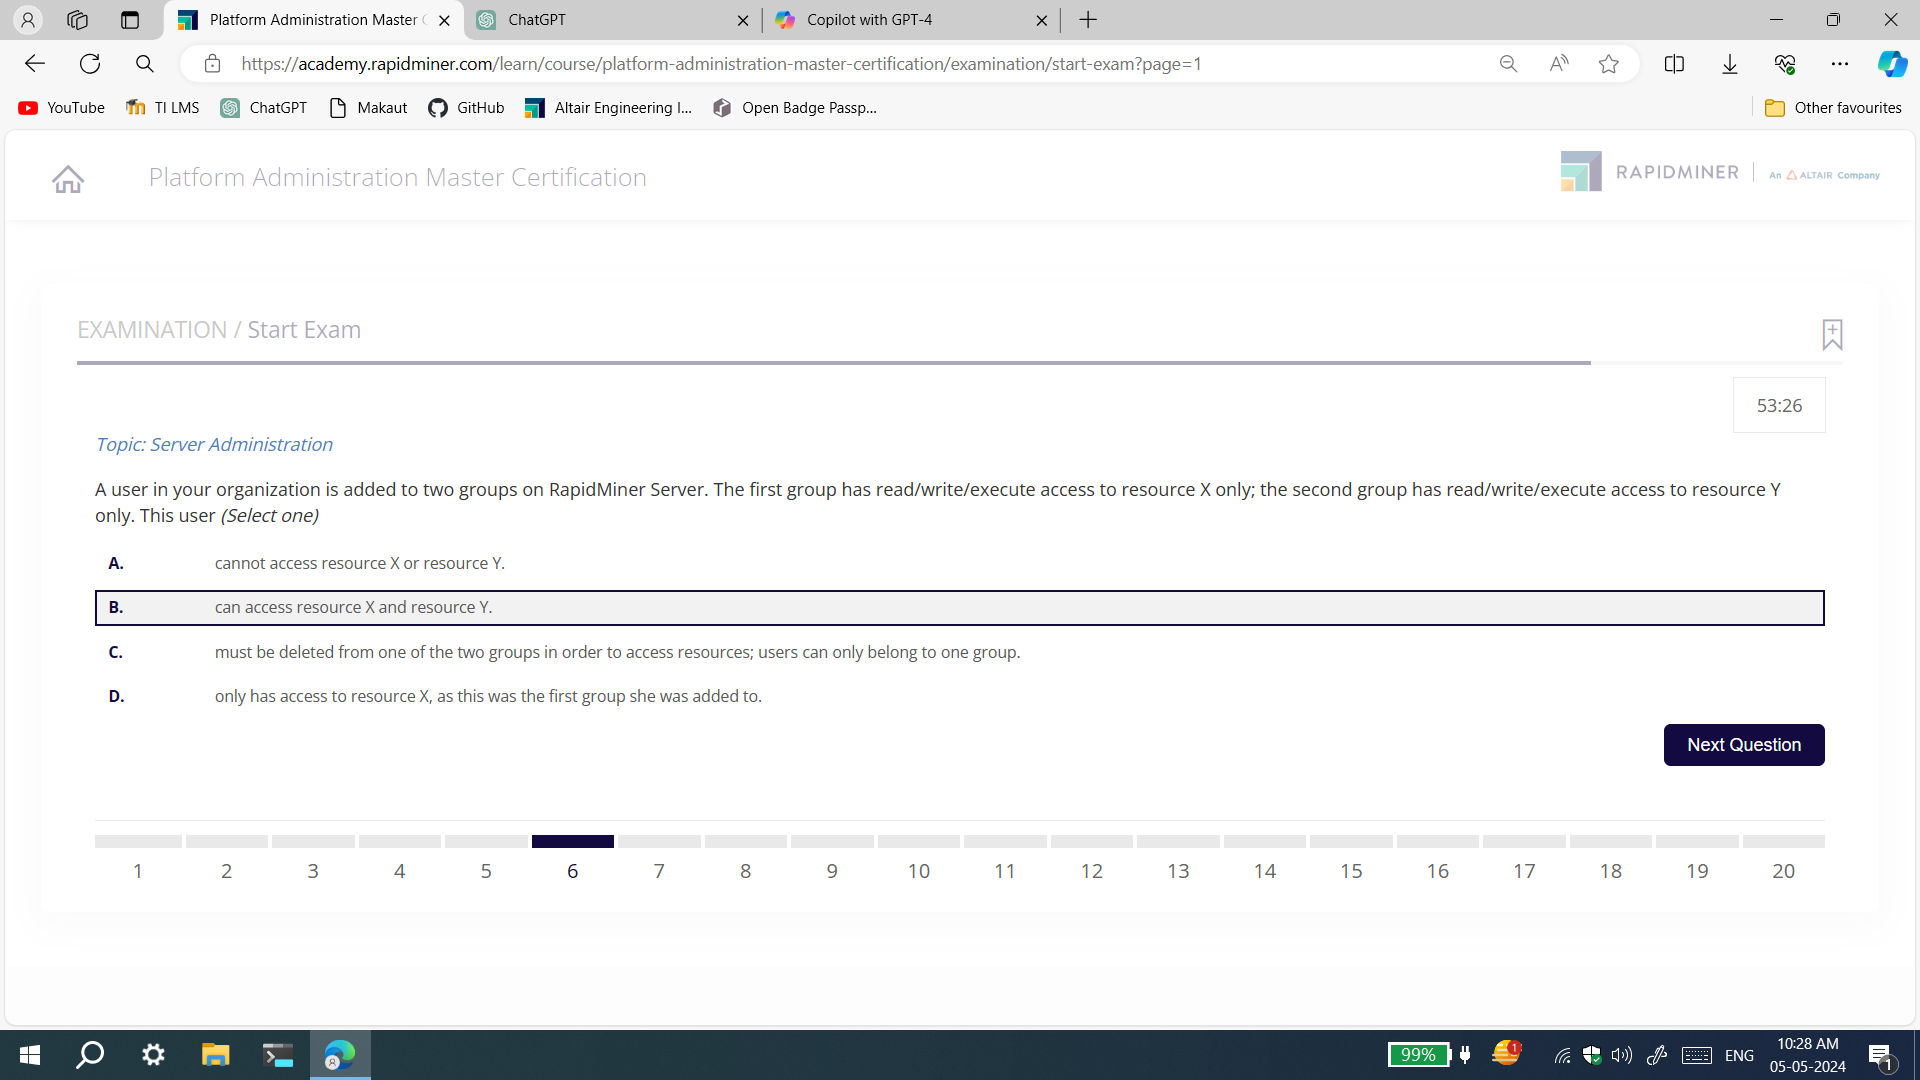 Platform Administration Master C
ChatGPT
Copilot with GPT-4
https://academy.rapidminer.com/learn/course/platform-administration-master-certification/examination/start-exam?page=1
YouTube
TI LMS
ChatGPT
Makaut
GitHub
Altair Engineering I...
Open Badge Passp...
Other favourites
Platform Administration Master Certification
RAPIDMINER
An ALTAIR Company
EXAMINATION / Start Exam
53:26
Topic: Server Administration
A user in your organization is added to two groups on RapidMiner Server. The first group has read/write/execute access to resource X only; the second group has read/write/execute access to resource Y
only. This user (Select one)
A. cannot access resource X or resource Y.
B. can access resource X and resource Y.
C. must be deleted from one of the two groups in order to access resources; users can only belong to one group.
D. only has access to resource X, as this was the first group she was added to.
Next Question
1 2 3 4 5 6 7 8 9 10 11 12 13 14 15 16 17 18 19 20
99%
1
ENG
10:28 AM
05-05-2024
1